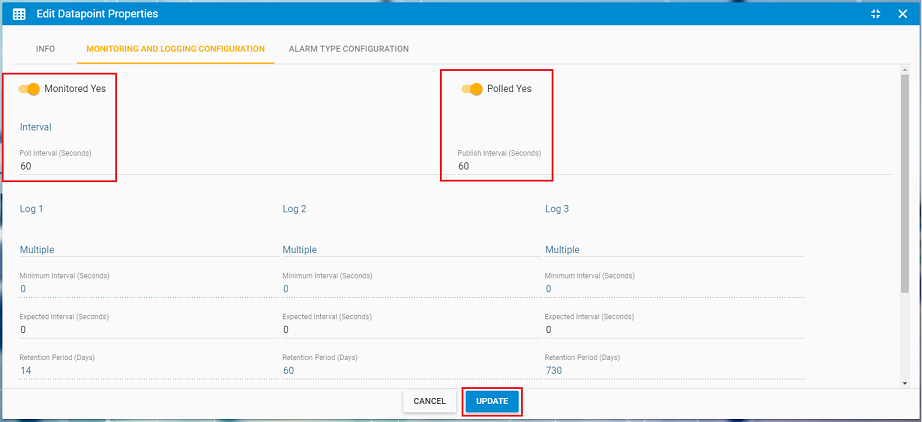 Edit Datapoint Properties
INFO MONITORING AND LOGGING CONFIGURATION ALARM TYPE CONFIGURATION
Monitored Yes Polled Yes
Interval
Poll Interval (Seconds) Publish Interval (Seconds)
60 60
Log 1 Log 2 Log 3
Multiple Multiple Multiple
Minimum Interval (Seconds) Minimum Interval (Seconds) Minimum Interval (Seconds)
0 0 0
Expected Interval (Seconds) Expected Interval (Seconds) Expected Interval (Seconds)
0 0 0
Retention Period (Days) Retention Period (Days) Retention Period (Days)
14 60 730
CANCEL UPDATE